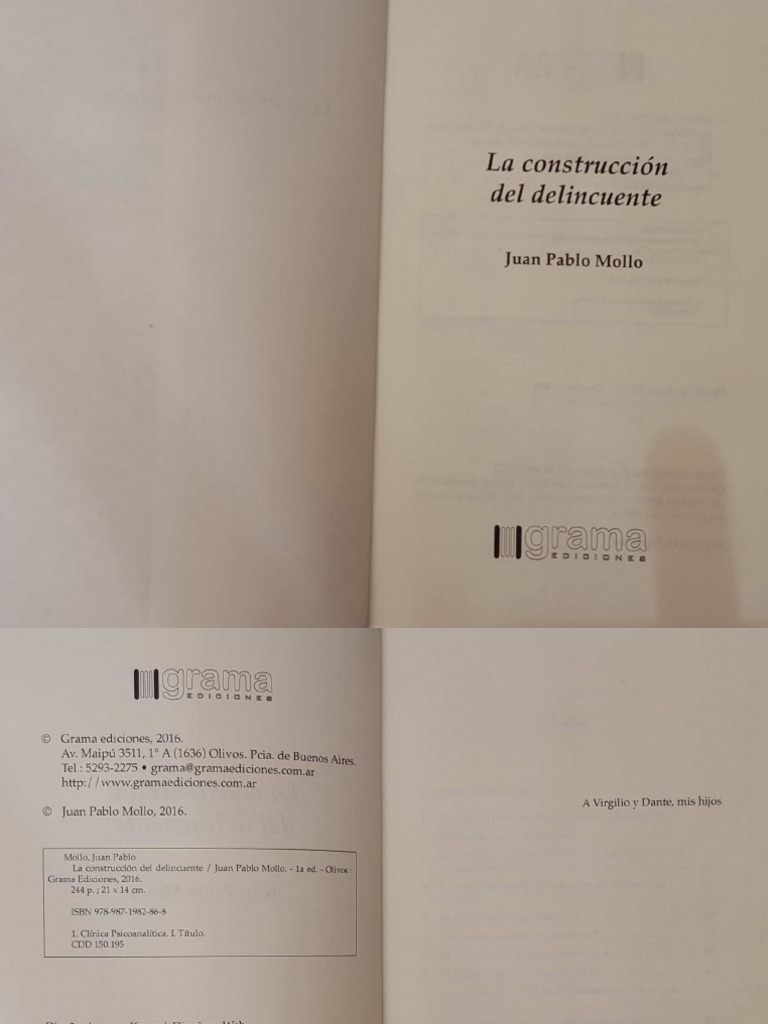 La construcción
del delincuente
Juan Pablo Mollo
grama
EDICIONES
grama
EDICIONES
© Grama ediciones, 2016.
Av. Maipú 3511, 1° A (1636) Olivos. Pcia. de Buenos Aires.
Tel.: 5293-2275 • grama@gramaediciones.com.ar
http://www.gramaediciones.com.ar
© Juan Pablo Mollo, 2016.
Mollo, Juan Pablo
La construcción del delincuente / Juan Pablo Mollo. - 1a ed. - Olivos :
Grama Ediciones, 2016.
244 p. ; 21 x 14 cm.
ISBN 978-987-1982-86-8
1. Clínica Psicoanalítica. I. Título.
CDD 150.195
A Virgilio y Dante, mis hijos